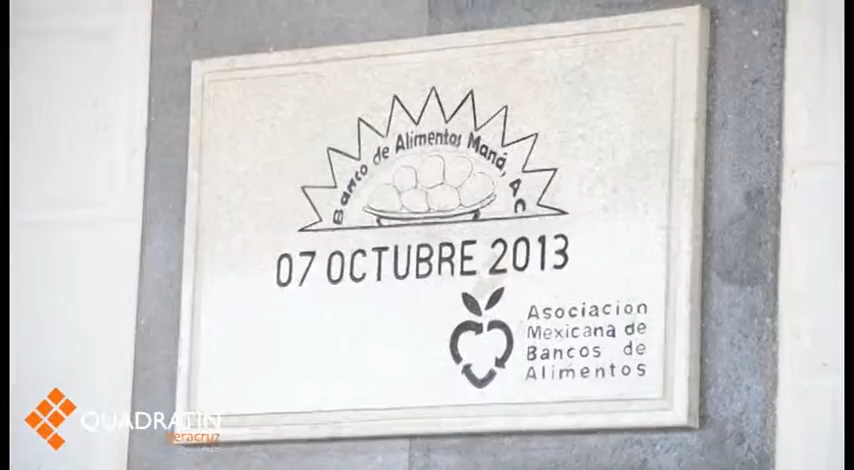 Banco de Alimentos Maná, A.C
07 OCTUBRE 2013
Asociacion
Mexicana de
Bancos de
Alimentos
QUADRATIN
Veracruz